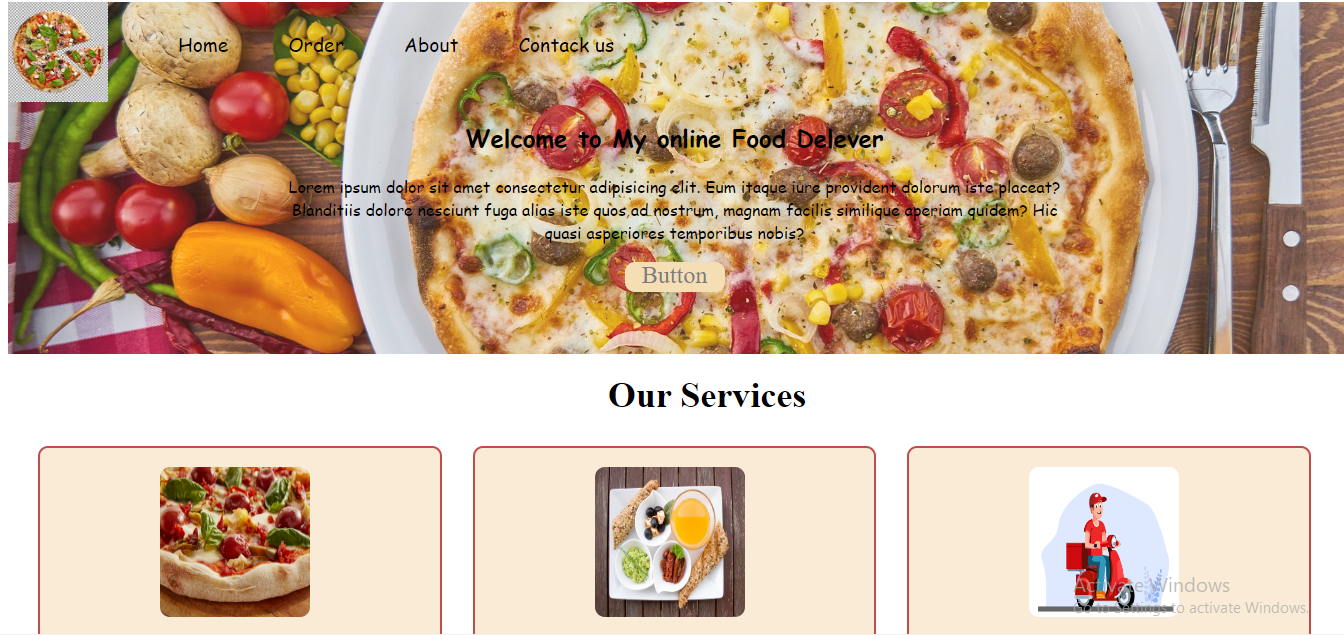 Home Order About Contack us
Welcome to My online Food Delever
Lorem ipsum dolor sit amet consectetur adipisicing elit. Eum itaque iure provident dolorum iste placeat?
Blanditiis dolore nesciunt fuga alias iste quos ad nostrum, magnam facilis similique aperiam quidem? Hic
quasi asperiores temporibus nobis?
Button
Our Services
Activate Windows
Go to Settings to activate Windows.